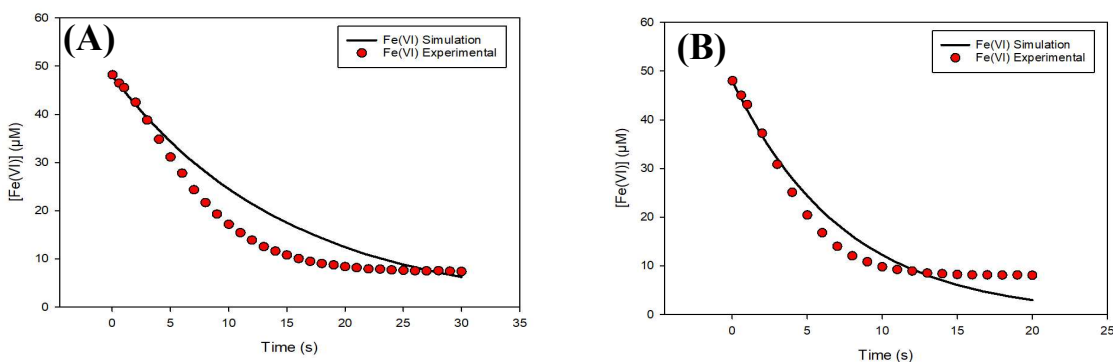 (A)
Fe(VI) Simulation
Fe(VI) Experimental
[Fe(VI)] (µM)
60
50
40
30
20
10
0
0 5 10 15 20 25 30 35
Time (s)
(B)
Fe(VI) Simulation
Fe(VI) Experimental
[Fe(VI)] (µM)
60
50
40
30
20
10
0
0 5 10 15 20 25
Time (s)